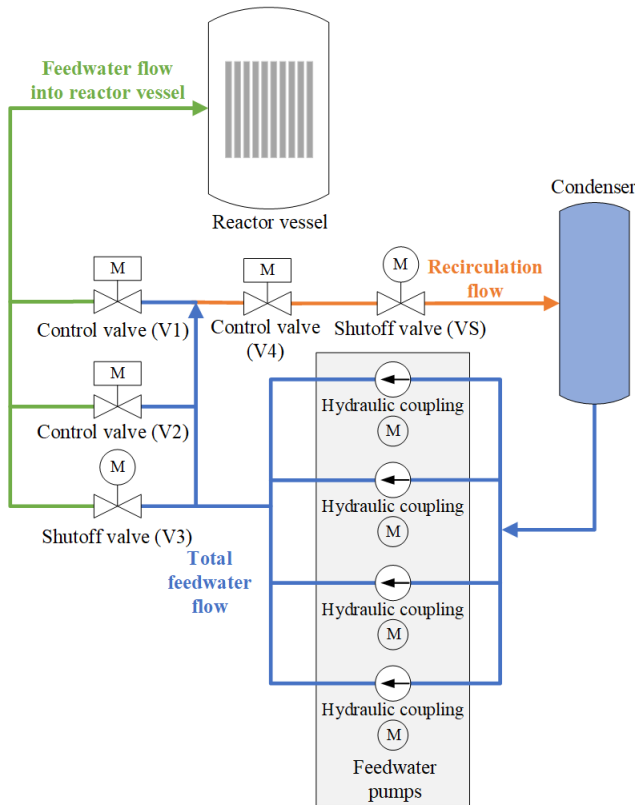 Feedwater flow
into reactor vessel
Reactor vessel
Condenser
M
M
M
Recirculation
flow
Control valve (V1)
Control valve
(V4)
Shutoff valve (VS)
M
Control valve (V2)
Hydraulic coupling
M
M
Shutoff valve (V3)
Hydraulic coupling
M
Total
feedwater
flow
Hydraulic coupling
M
Hydraulic coupling
M
Feedwater
pumps